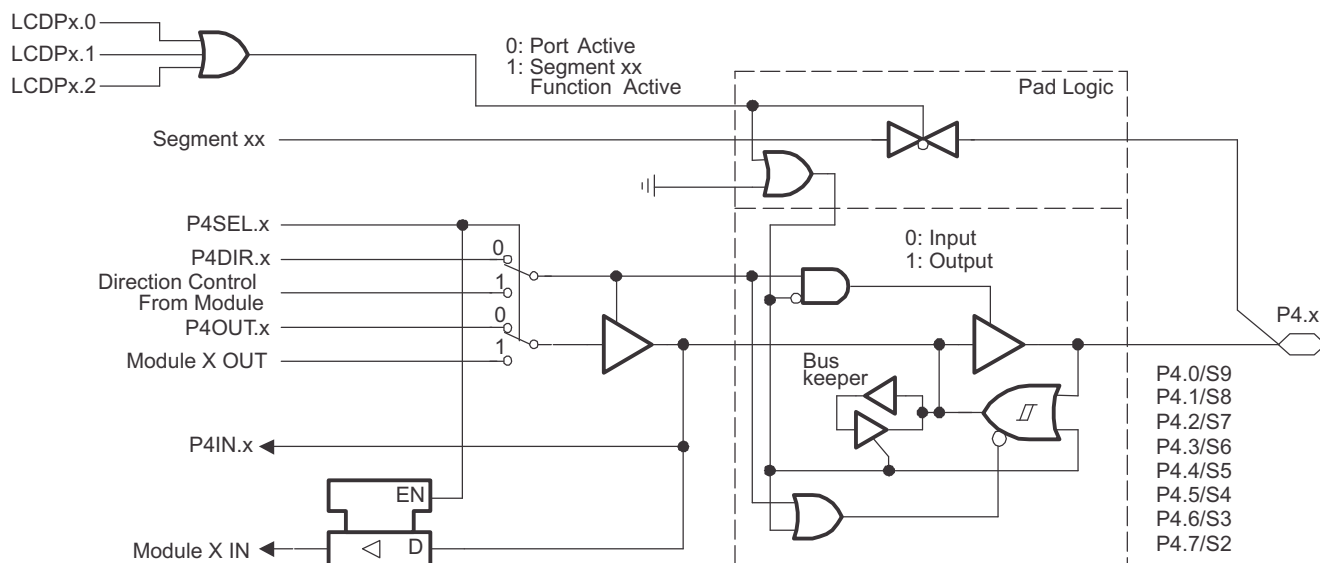 LCDPx.0
LCDPx.1
LCDPx.2
0: Port Active
1: Segment xx
Function Active
Pad Logic
Segment xx
P4SEL.x
P4DIR.x
0
Direction Control
From Module
1
P4OUT.x
0
Module X OUT
1
0: Input
1: Output
Bus
keeper
P4.x
P4.0/S9
P4.1/S8
P4.2/S7
P4.3/S6
P4.4/S5
P4.5/S4
P4.6/S3
P4.7/S2
P4IN.x
EN
Module X IN
D